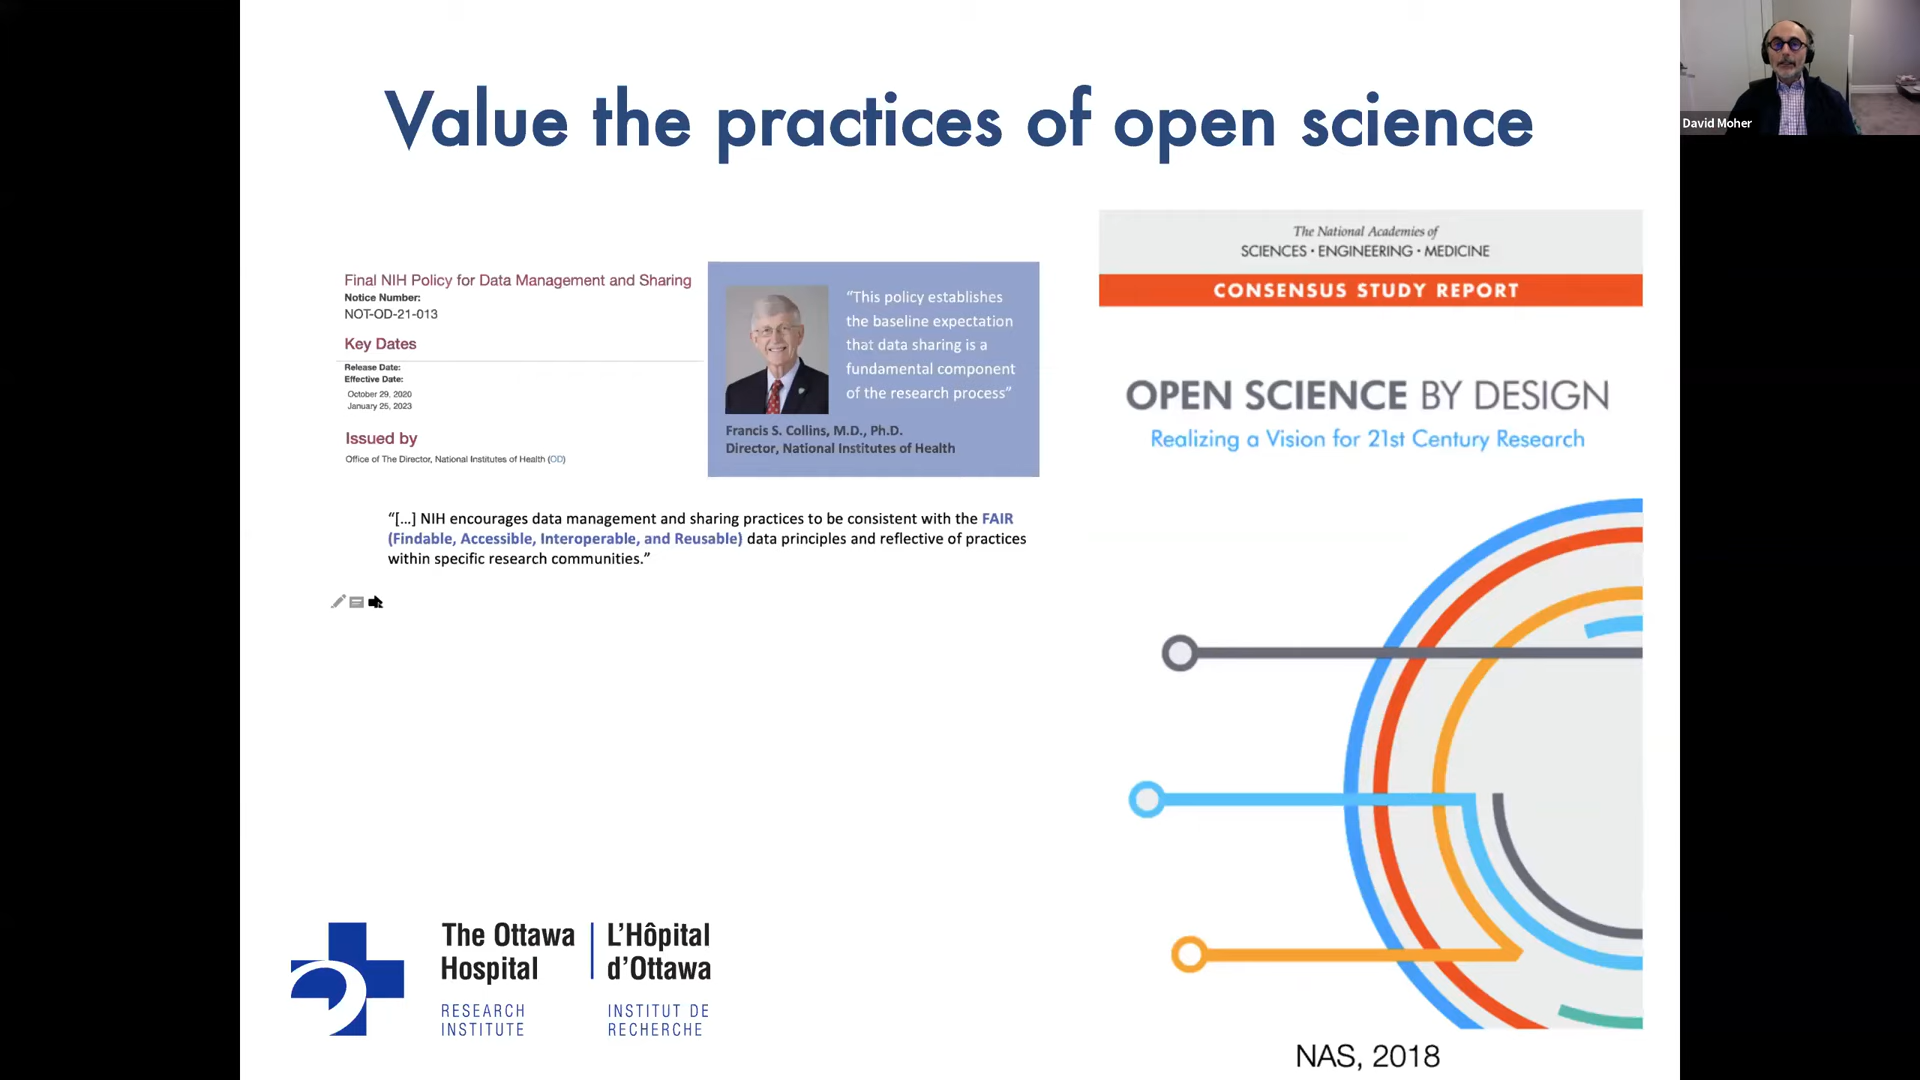 Value the practices of open science
David Moher
Final NIH Policy for Data Management and Sharing
Notice Number:
NOT-OD-21-013
Key Dates
Release Date:
Effective Date:
October 29, 2020
January 25, 2023
Issued by
Office of The Director, National Institutes of Health (OD)
“This policy establishes
the baseline expectation
that data sharing is a
fundamental component
of the research process”
Francis S. Collins, M.D., Ph.D.
Director, National Institutes of Health
“[...] NIH encourages data management and sharing practices to be consistent with the FAIR
(Findable, Accessible, Interoperable, and Reusable) data principles and reflective of practices
within specific research communities.”
The National Academies of
SCIENCES · ENGINEERING · MEDICINE
CONSENSUS STUDY REPORT
OPEN SCIENCE BY DESIGN
Realizing a Vision for 21st Century Research
The Ottawa
Hospital
RESEARCH
INSTITUTE
L’Hôpital
d’Ottawa
INSTITUT DE
RECHERCHE
NAS, 2018